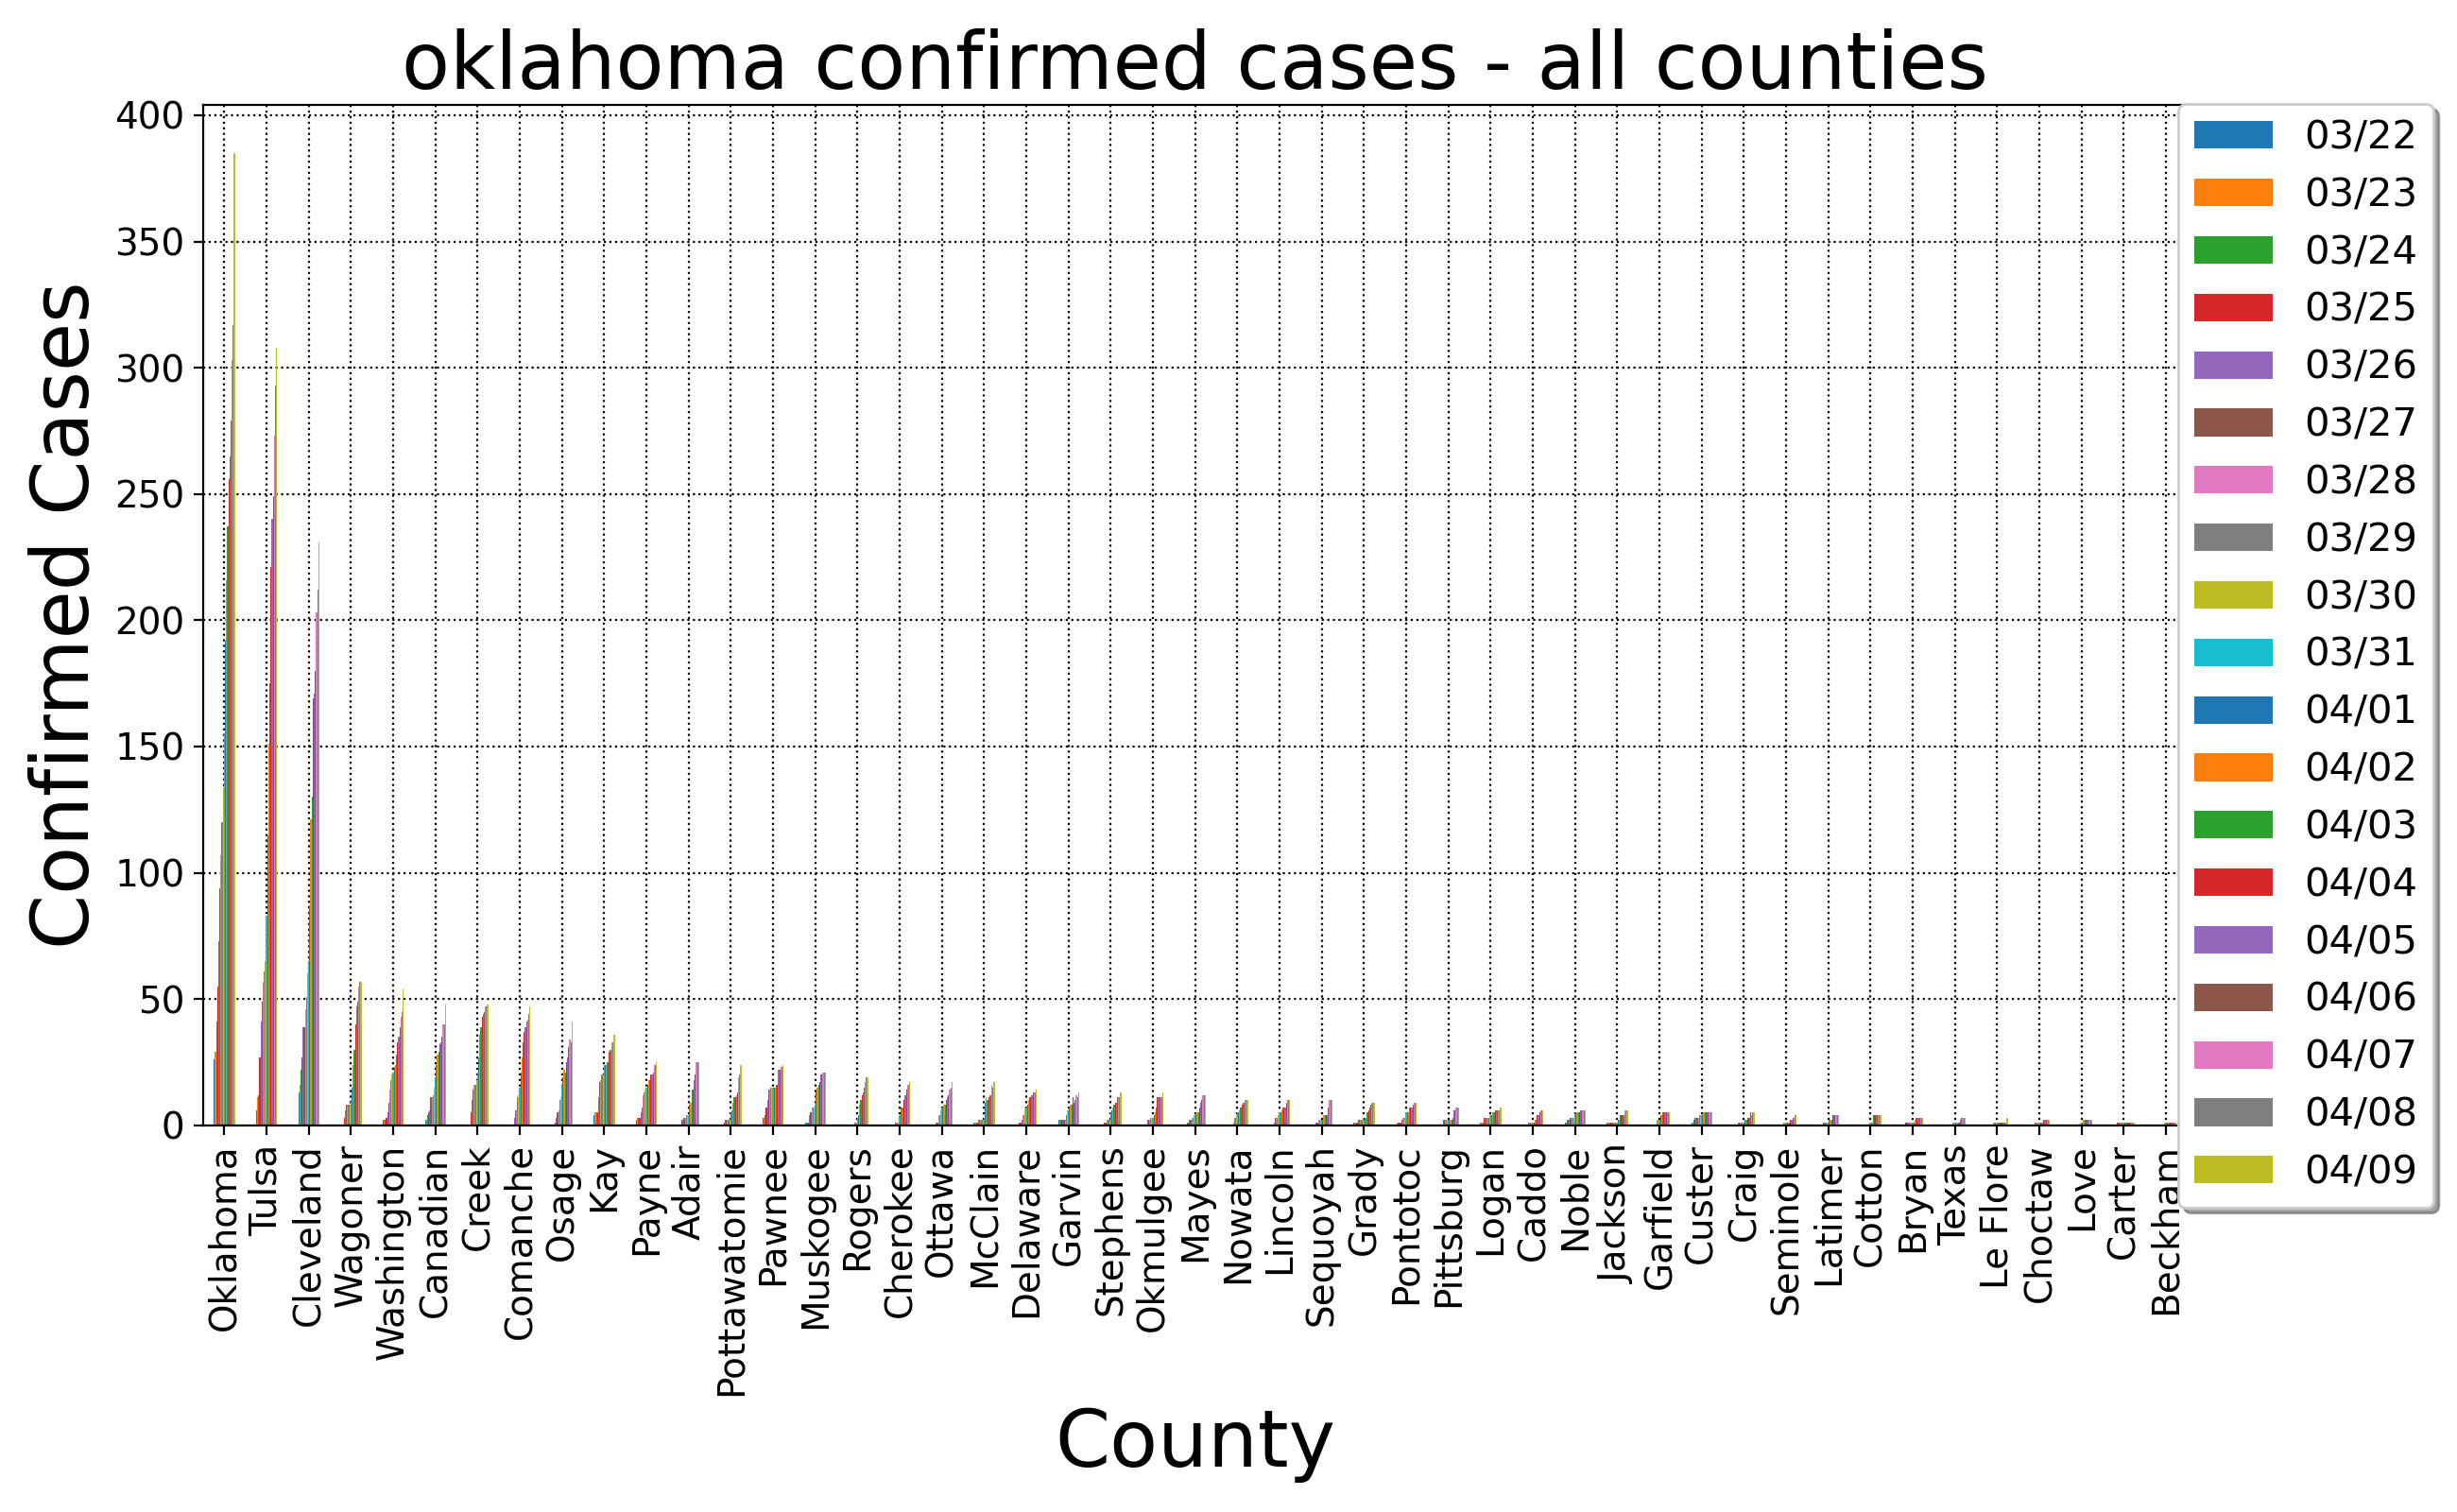 oklahoma confirmed cases - all counties
Confirmed Cases
400
350
300
250
200
150
100
50
0
03/22
03/23
03/24
03/25
03/26
03/27
03/28
03/29
03/30
03/31
04/01
04/02
04/03
04/04
04/05
04/06
04/07
04/08
04/09
Oklahoma
Tulsa
Cleveland
Wagoner
Washington
Canadian
Creek
Comanche
Osage
Kay
Payne
Adair
Pottawatomie
Pawnee
Muskogee
Rogers
Cherokee
Ottawa
McClain
Delaware
Garvin
Stephens
Okmulgee
Mayes
Nowata
Lincoln
Sequoyah
Grady
Pontotoc
Pittsburg
Logan
Caddo
Noble
Jackson
Garfield
Custer
Craig
Seminole
Latimer
Cotton
Bryan
Texas
Le Flore
Choctaw
Love
Carter
Beckham
County